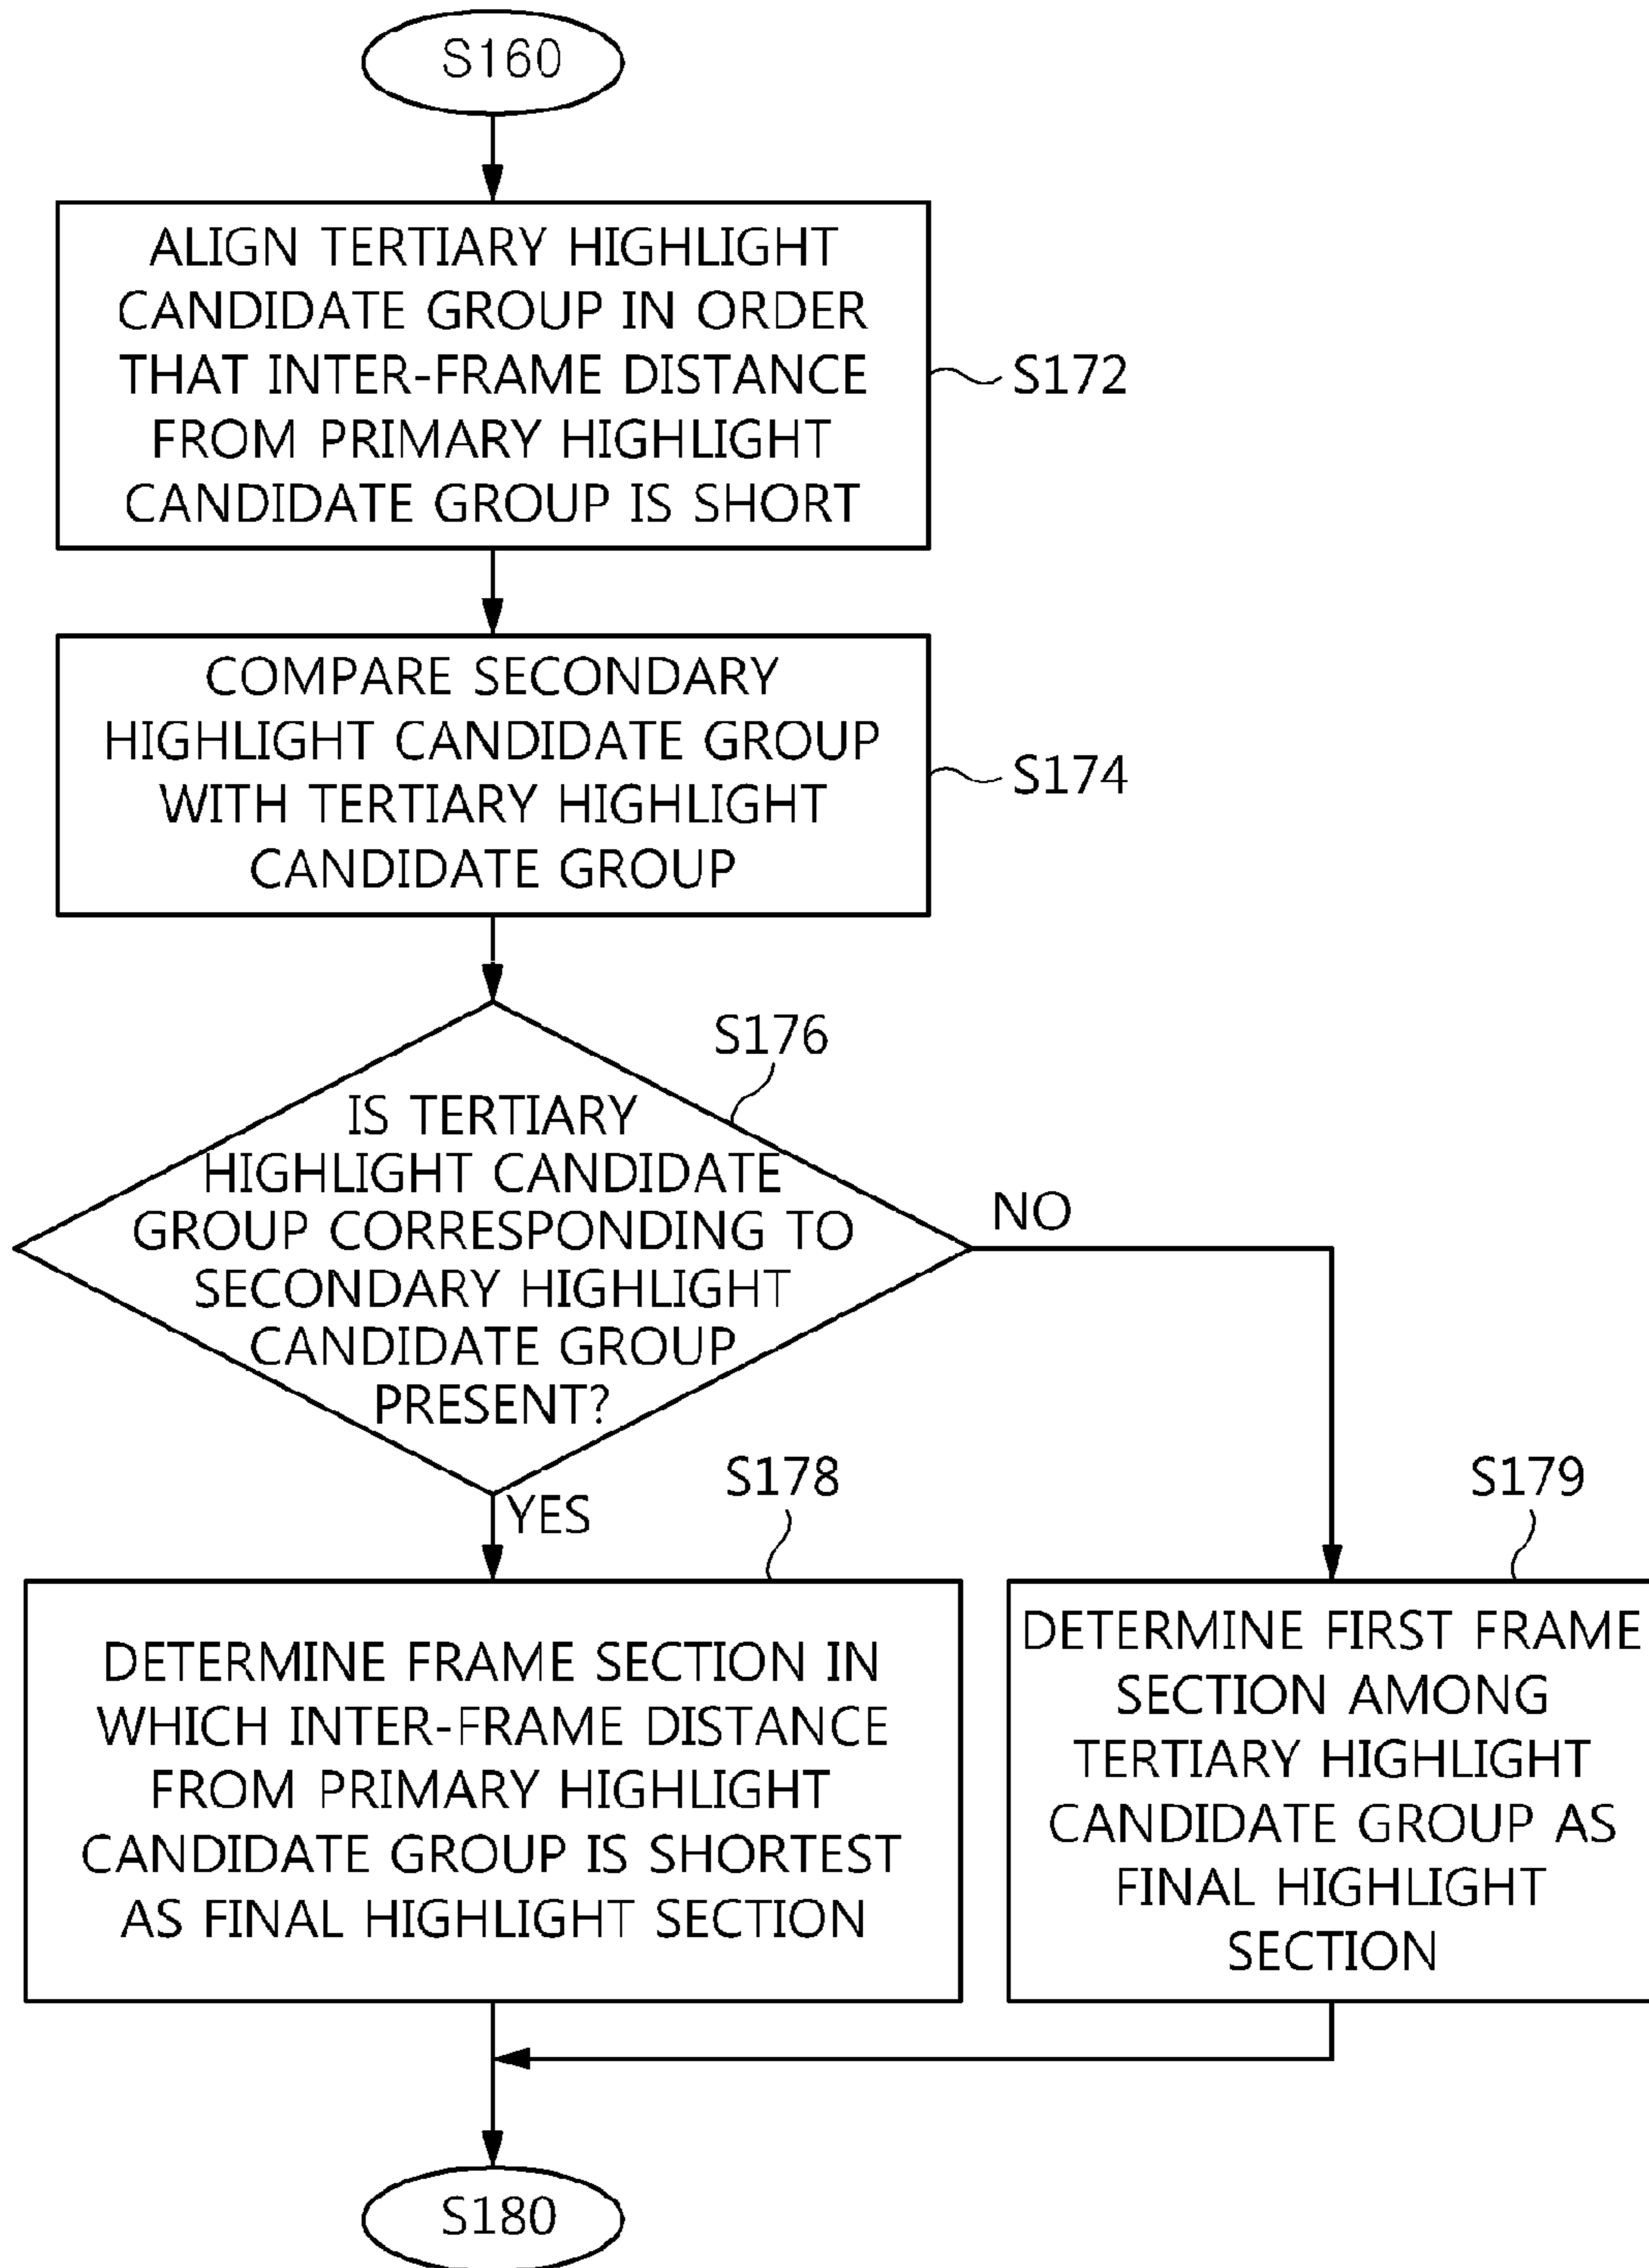 S160
ALIGN TERTIARY HIGHLIGHT
CANDIDATE GROUP IN ORDER
THAT INTER-FRAME DISTANCE
FROM PRIMARY HIGHLIGHT
CANDIDATE GROUP IS SHORT
S172
COMPARE SECONDARY
HIGHLIGHT CANDIDATE GROUP
WITH TERTIARY HIGHLIGHT
CANDIDATE GROUP
S174
S176
IS TERTIARY
HIGHLIGHT CANDIDATE
GROUP CORRESPONDING TO
SECONDARY HIGHLIGHT
CANDIDATE GROUP
PRESENT?
NO
YES
S178
DETERMINE FRAME SECTION IN
WHICH INTER-FRAME DISTANCE
FROM PRIMARY HIGHLIGHT
CANDIDATE GROUP IS SHORTEST
AS FINAL HIGHLIGHT SECTION
S179
DETERMINE FIRST FRAME
SECTION AMONG
TERTIARY HIGHLIGHT
CANDIDATE GROUP AS
FINAL HIGHLIGHT
SECTION
S180